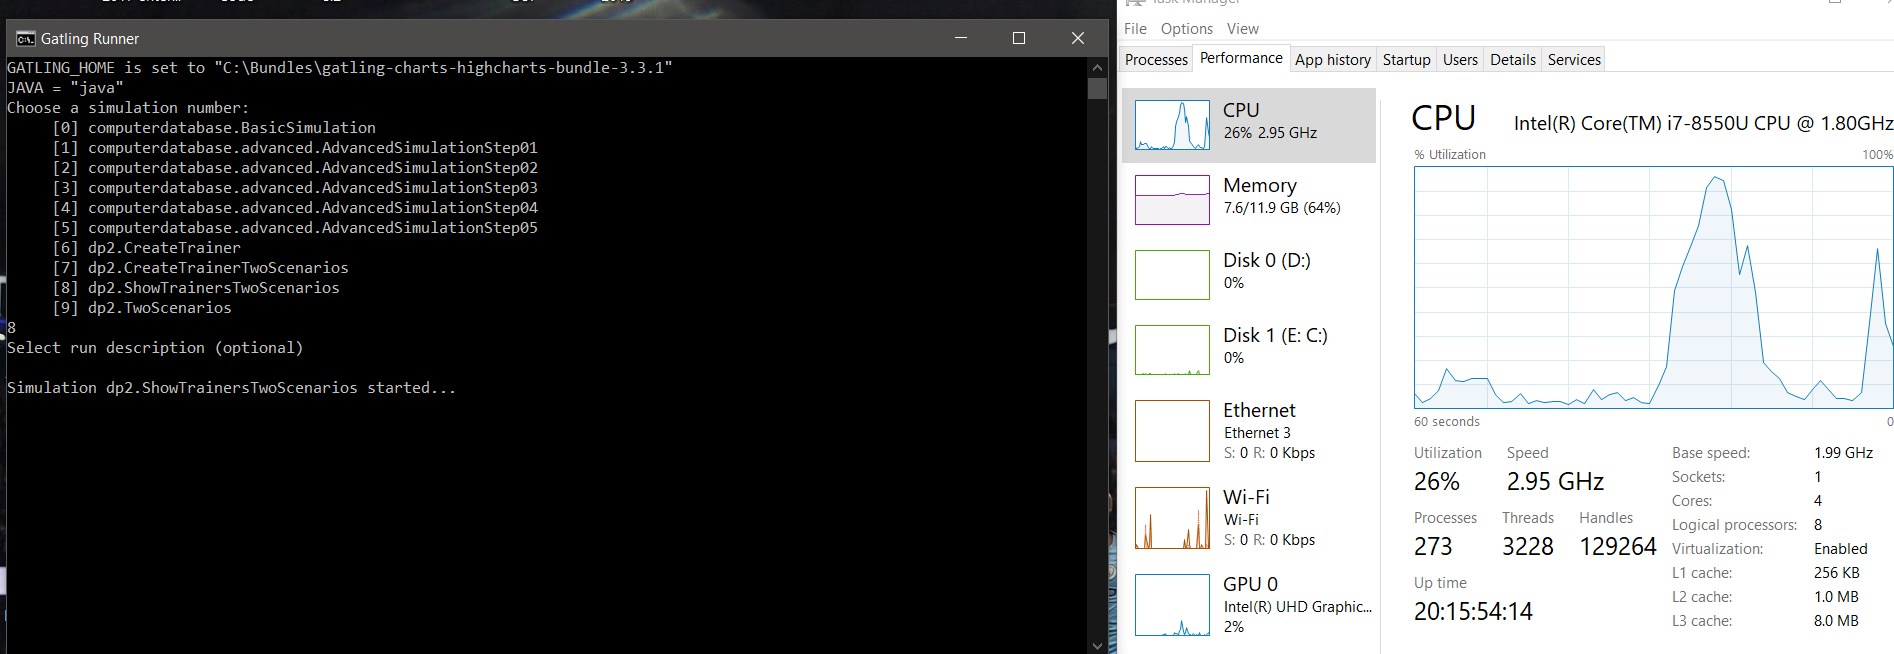 Gatling Runner
GATLING_HOME is set to "C:\Bundles\gatling-charts-highcharts-bundle-3.3.1"
JAVA = "java"
Choose a simulation number:
[0] computerdatabase.BasicSimulation
[1] computerdatabase.advanced.AdvancedSimulationStep01
[2] computerdatabase.advanced.AdvancedSimulationStep02
[3] computerdatabase.advanced.AdvancedSimulationStep03
[4] computerdatabase.advanced.AdvancedSimulationStep04
[5] computerdatabase.advanced.AdvancedSimulationStep05
[6] dp2.CreateTrainer
[7] dp2.CreateTrainerTwoScenarios
[8] dp2.ShowTrainersTwoScenarios
[9] dp2.TwoScenarios
8
Select run description (optional)
Simulation dp2.ShowTrainersTwoScenarios started...
Task Manager
File Options View
Processes Performance App history Startup Users Details Services
CPU
26% 2.95 GHz
Memory
7.6/11.9 GB (64%)
Disk 0 (D:)
0%
Disk 1 (E: C:)
0%
Ethernet
Ethernet 3
S: 0 R: 0 Kbps
Wi-Fi
Wi-Fi
S: 0 R: 0 Kbps
GPU 0
Intel(R) UHD Graphic...
2%
CPU Intel(R) Core(TM) i7-8550U CPU @ 1.80GHz
% Utilization 100%
60 seconds 0
Utilization Speed
26% 2.95 GHz
Processes Threads Handles
273 3228 129264
Up time
20:15:54:14
Base speed: 1.99 GHz
Sockets: 1
Cores: 4
Logical processors: 8
Virtualization: Enabled
L1 cache: 256 KB
L2 cache: 1.0 MB
L3 cache: 8.0 MB